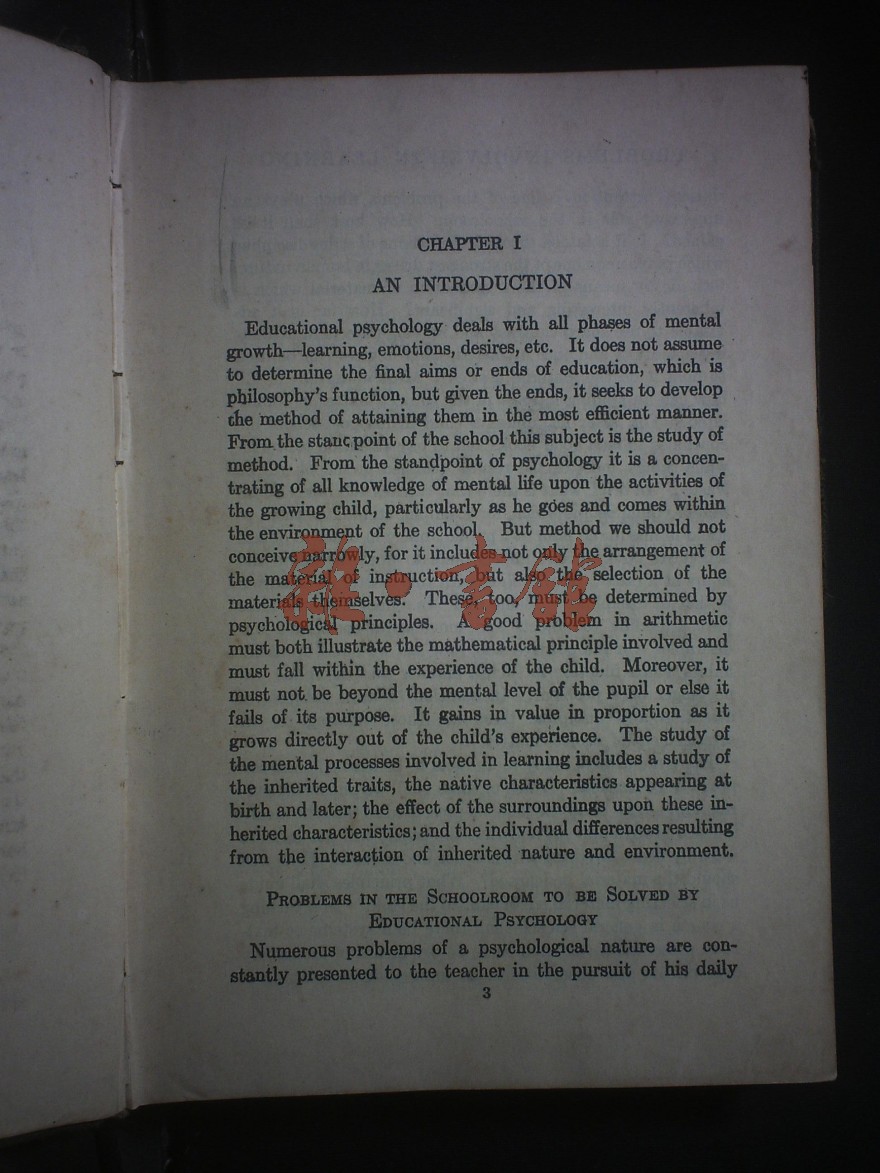 CHAPTER I
AN INTRODUCTION
Educational psychology deals with all phases of mental
growth—learning, emotions, desires, etc. It does not assume
to determine the final aims or ends of education, which is
philosophy's function, but given the ends, it seeks to develop
the method of attaining them in the most efficient manner.
From the standpoint of the school this subject is the study of
method. From the standpoint of psychology it is a concen-
trating of all knowledge of mental life upon the activities of
the growing child, particularly as he goes and comes within
the environment of the school. But method we should not
conceive narrowly, for it includes not only the arrangement of
the material of instruction, but also the selection of the
materials themselves. These, too, must be determined by
psychological principles. A good problem in arithmetic
must both illustrate the mathematical principle involved and
must fall within the experience of the child. Moreover, it
must not be beyond the mental level of the pupil or else it
fails of its purpose. It gains in value in proportion as it
grows directly out of the child's experience. The study of
the mental processes involved in learning includes a study of
the inherited traits, the native characteristics appearing at
birth and later; the effect of the surroundings upon these in-
herited characteristics; and the individual differences resulting
from the interaction of inherited nature and environment.
PROBLEMS IN THE SCHOOLROOM TO BE SOLVED BY
EDUCATIONAL PSYCHOLOGY
Numerous problems of a psychological nature are con-
stantly presented to the teacher in the pursuit of his daily
3